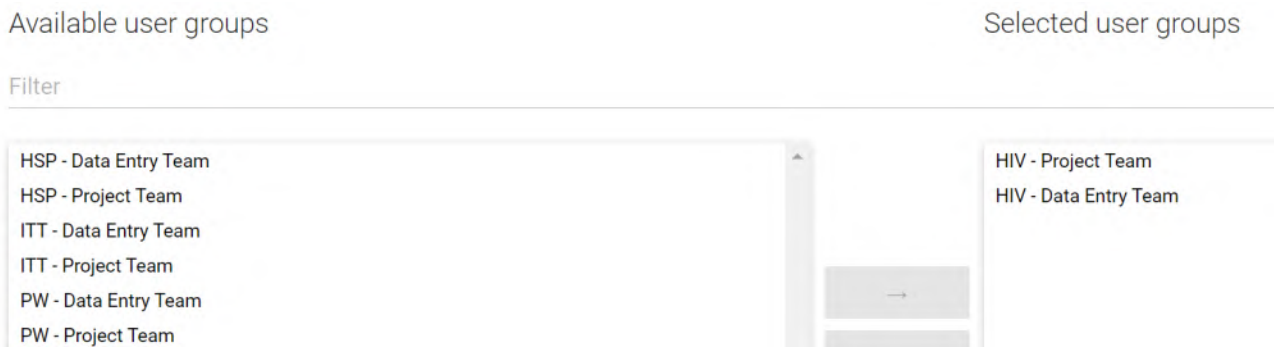 Available user groups
Selected user groups
Filter
HSP - Data Entry Team
HSP - Project Team
ITT - Data Entry Team
ITT - Project Team
PW - Data Entry Team
PW - Project Team
→
HIV - Project Team
HIV - Data Entry Team